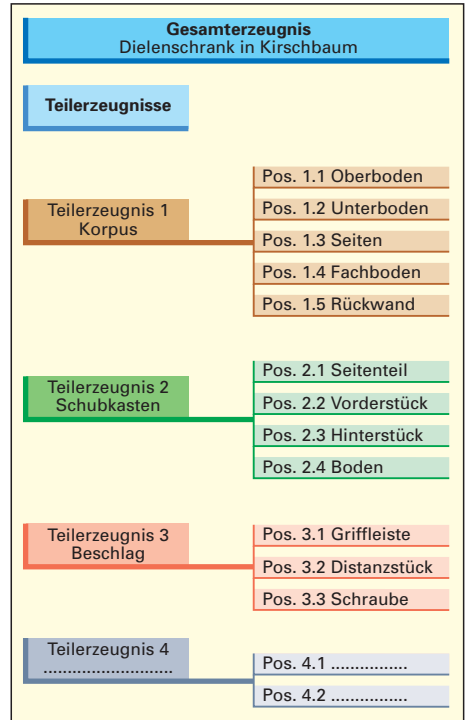 Gesamterzeugnis
Dielenschrank in Kirschbaum
Teilerzeugnisse
Teilerzeugnis 1
Korpus
Pos. 1.1 Oberboden
Pos. 1.2 Unterboden
Pos. 1.3 Seiten
Pos. 1.4 Fachboden
Pos. 1.5 Rückwand
Teilerzeugnis 2
Schubkasten
Pos. 2.1 Seitenteil
Pos. 2.2 Vorderstück
Pos. 2.3 Hinterstück
Pos. 2.4 Boden
Teilerzeugnis 3
Beschlag
Pos. 3.1 Griffleiste
Pos. 3.2 Distanzstück
Pos. 3.3 Schraube
Teilerzeugnis 4
..........................
Pos. 4.1 ...............
Pos. 4.2 ...............